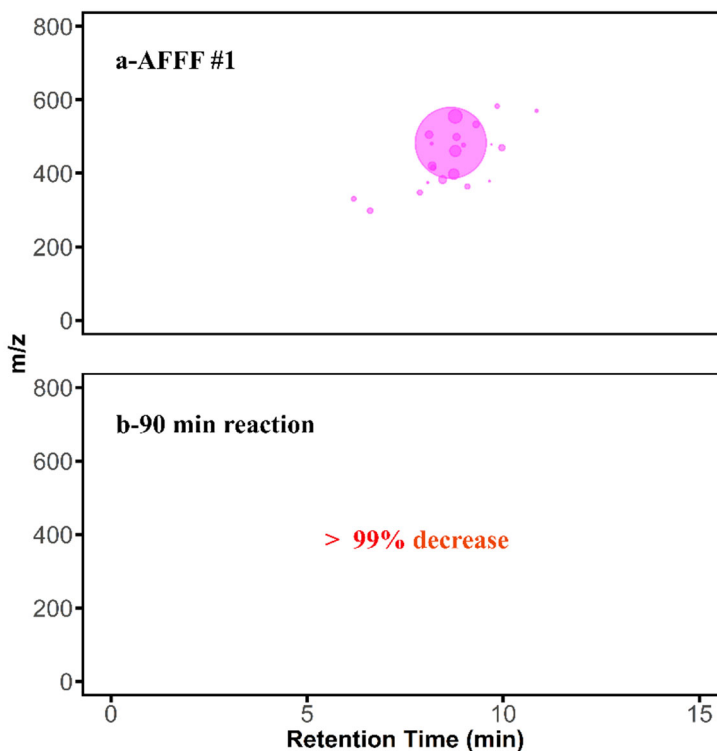 800
a-AFFF #1
600
400
200
0
m/z
800
b-90 min reaction
600
400
> 99% decrease
200
0
0 5 10 15
Retention Time (min)